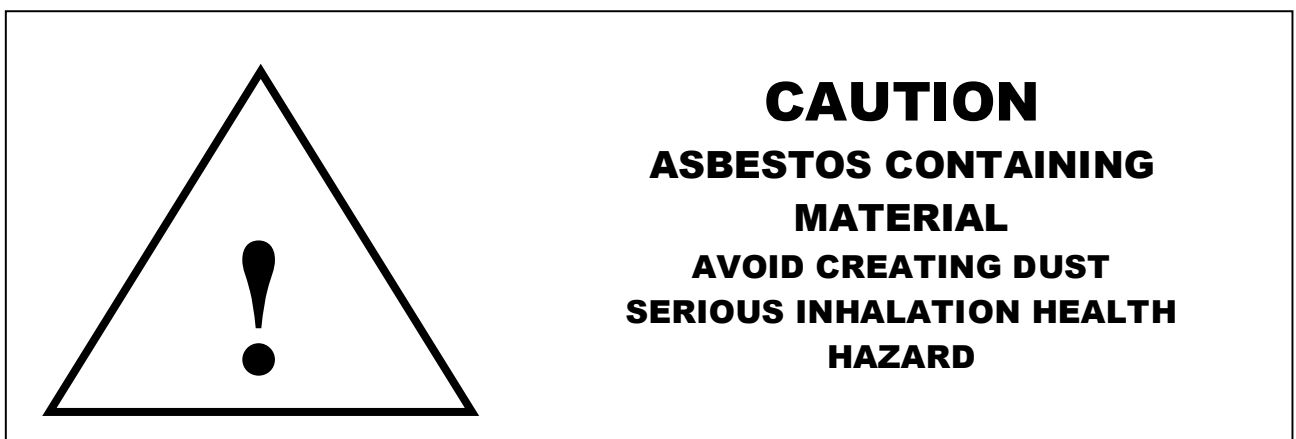 CAUTION
ASBESTOS CONTAINING
MATERIAL
AVOID CREATING DUST
SERIOUS INHALATION HEALTH
HAZARD
!